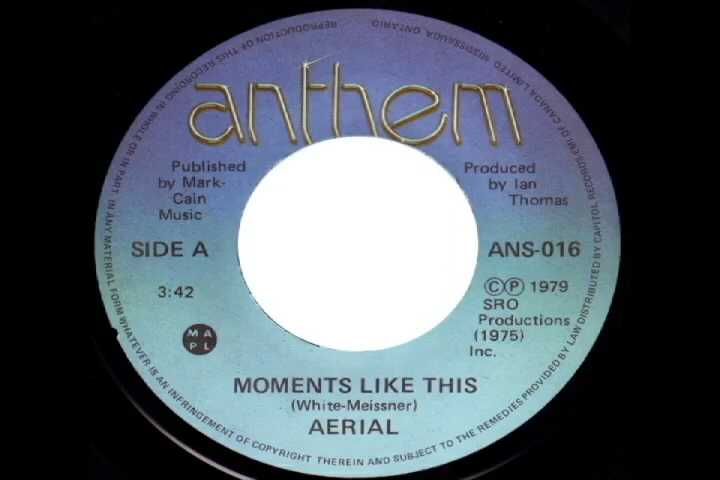 anthem
Published
by Mark-
Cain
Music
Produced
by Ian
Thomas
SIDE A
ANS-016
3:42
©℗ 1979
SRO
Productions
(1975)
Inc.
M A
P L
MOMENTS LIKE THIS
(White-Meissner)
AERIAL
REPRODUCTION OF THIS RECORDING IN WHOLE OR IN PART, IN ANY MATERIAL FORM WHATEVER IS AN INFRINGEMENT OF COPYRIGHT THEREIN AND SUBJECT TO THE REMEDIES PROVIDED BY LAW DISTRIBUTED BY CAPITOL RECORDS EMI OF CANADA LIMITED MISSISSAUGA, ONTARIO